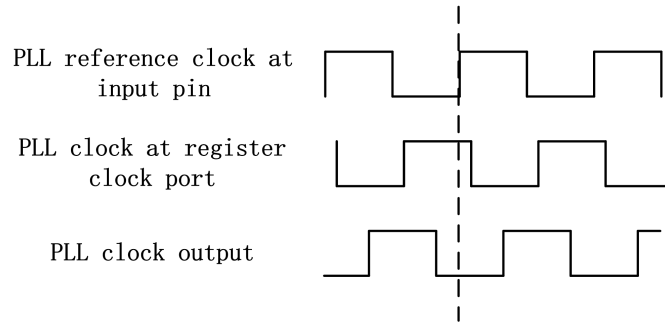 PLL reference clock at
input pin
PLL clock at register
clock port
PLL clock output